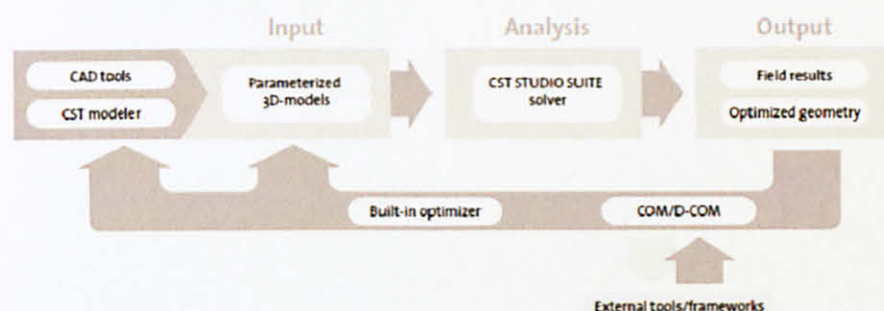 Input
Analysis
Output
CAD tools
CST modeler
Parameterized
3D-models
CST STUDIO SUITE
solver
Field results
Optimized geometry
Built-in optimizer
COM/D-COM
External tools/frameworks